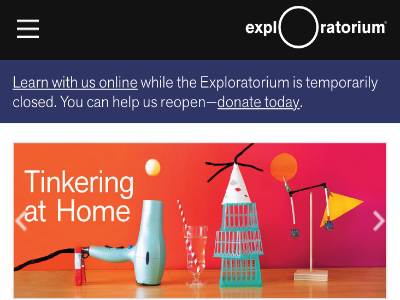 explOratorium®
Learn with us online while the Exploratorium is temporarily
closed. You can help us reopen—donate today.
Tinkering
at Home